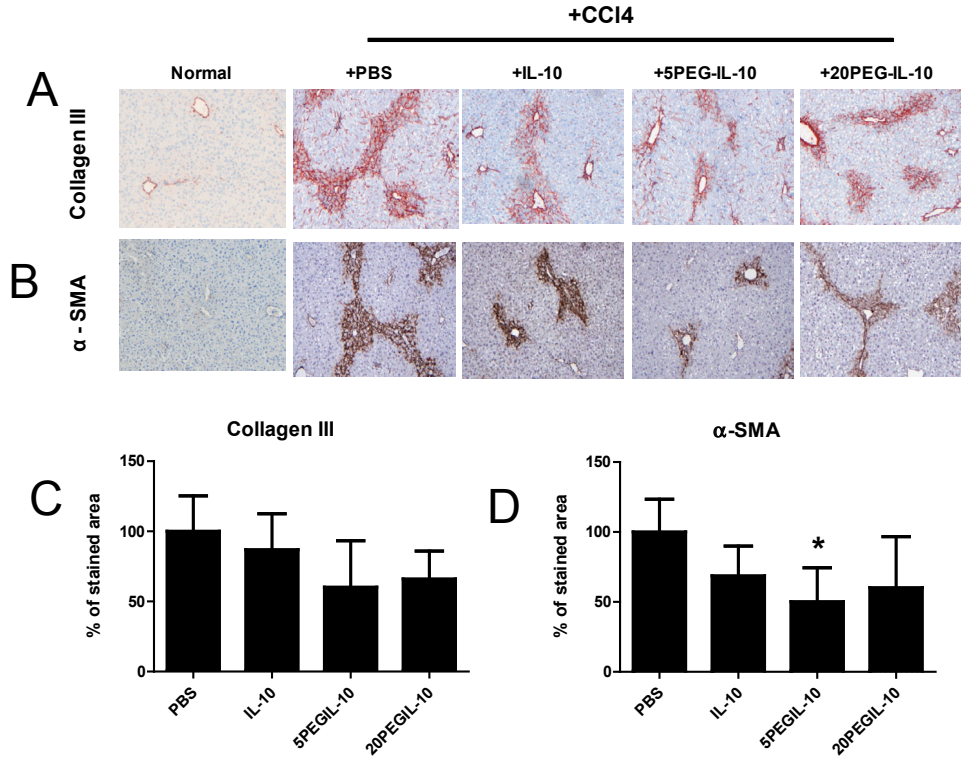 +CCl4
Normal +PBS +IL-10 +5PEG-IL-10 +20PEG-IL-10
A
Collagen III
B
α - SMA
Collagen III
α-SMA
C
% of stained area
150
100
50
0
PBS
IL-10
5PEGIL-10
20PEGIL-10
D
% of stained area
150
100
50
0
*
PBS
IL-10
5PEGIL-10
20PEGIL-10